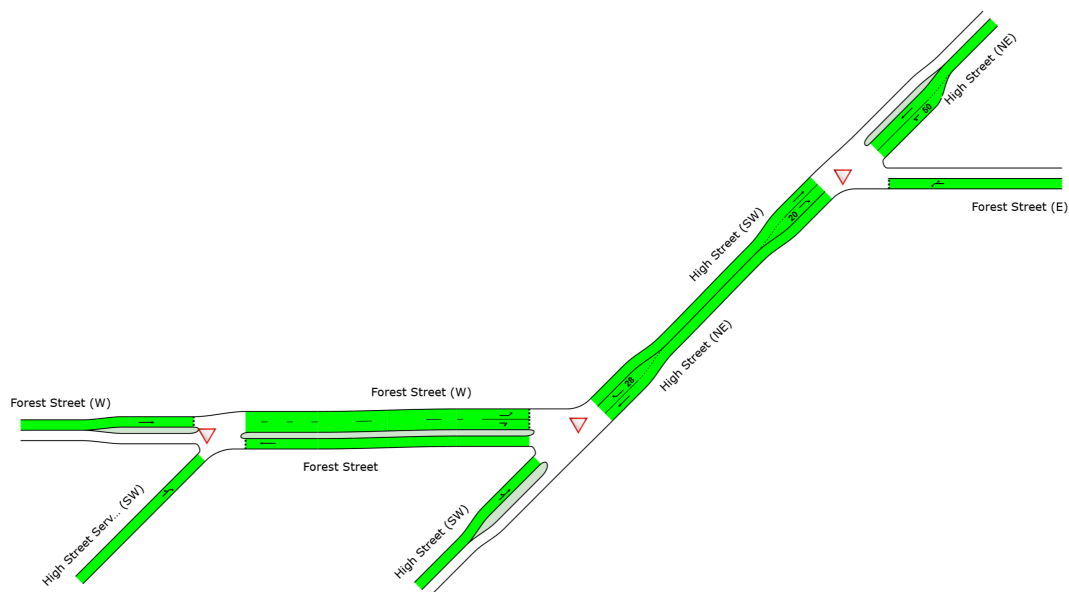 High Street (NE)
60
Forest Street (E)
20
High Street (SW)
High Street (NE)
28
Forest Street (W)
Forest Street (W)
Forest Street
High Street Serv... (SW)
High Street (SW)